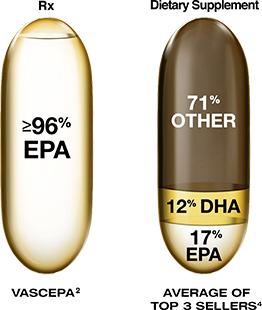 Rx
Dietary Supplement
≥96%
EPA
71%
OTHER
12% DHA
17%
EPA
VASCEPA²
AVERAGE OF
TOP 3 SELLERS⁴